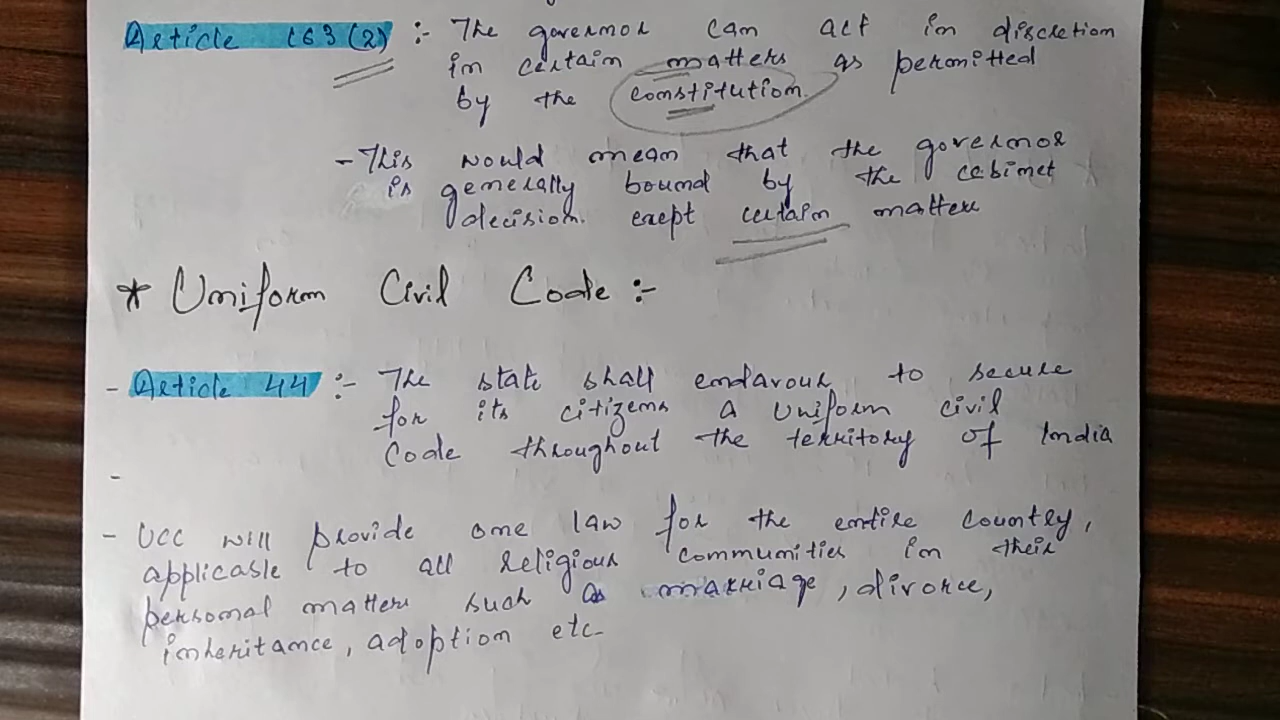 Article 163(2) :- The governor can act in discretion
in certain matters as permitted
by the constitution.
- This would mean that the governor
is generally bound by the cabinet
decision. exept certain matters
* Uniform Civil Code :-
- Article 44 :- The state shall endavour to secure
for its citizens a Uniform civil
Code throughout the territory of India
-
- UCC will provide one law for the entire country,
applicable to all religious communities in their
personal matters such as marriage, divorce,
inheritance, adoption etc-